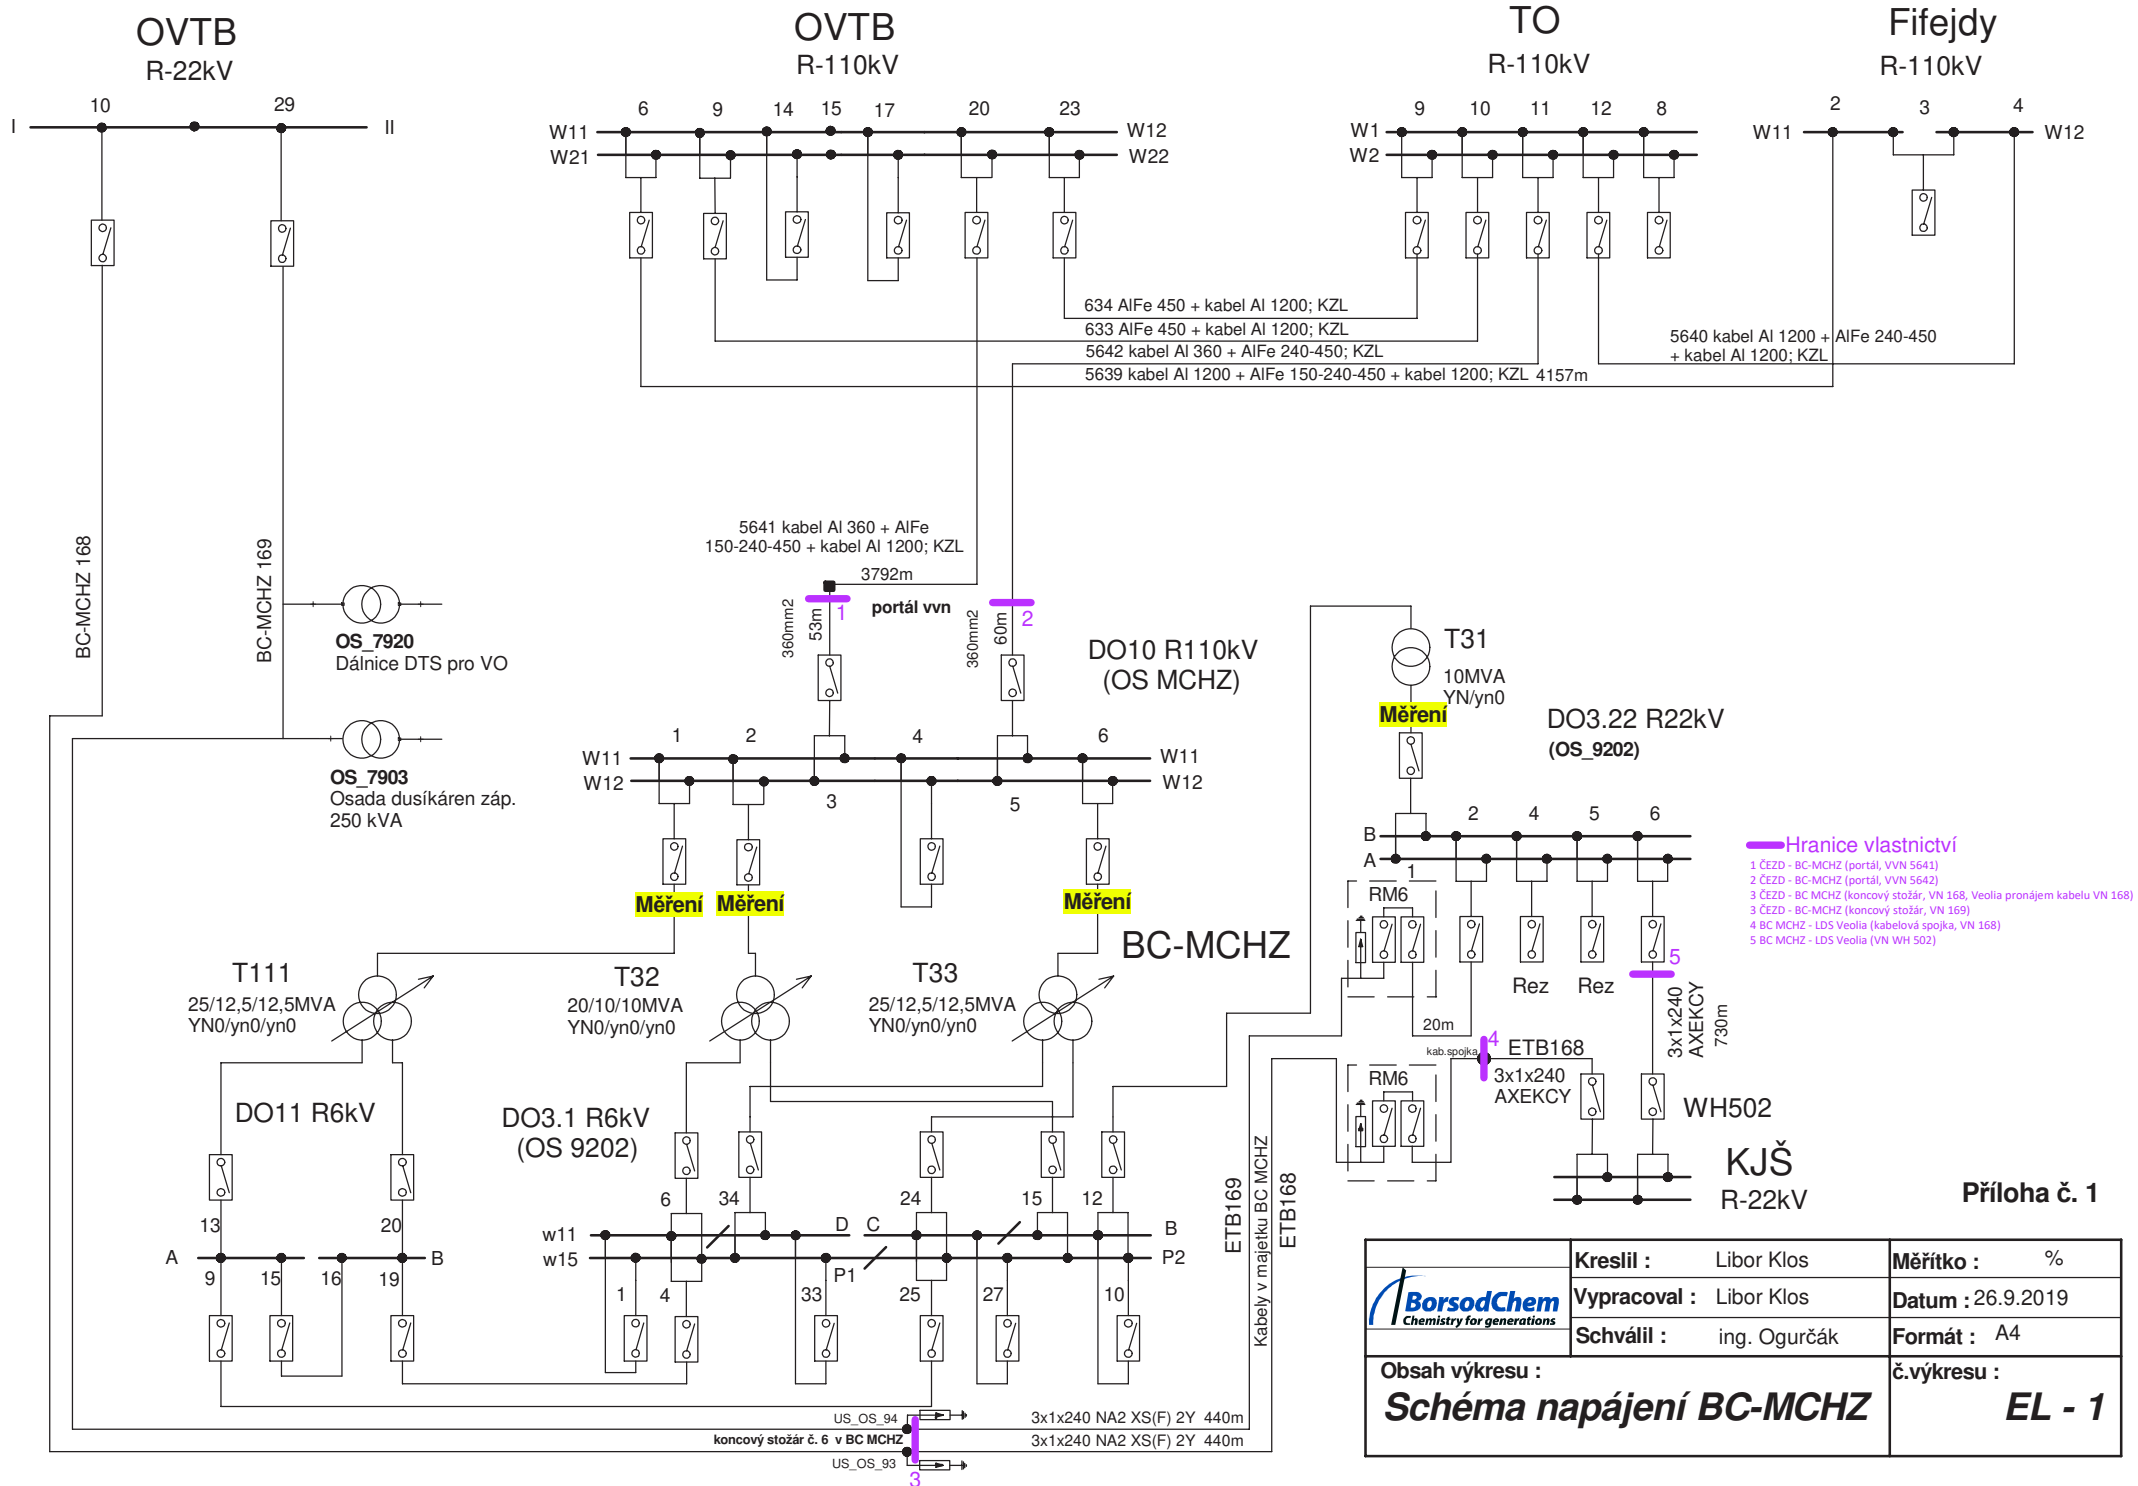 OVTB
R-22kV
OVTB
R-110kV
TO
R-110kV
Fifejdy
R-110kV
10
29
I
II
6
9
14
15
17
20
23
W11
W12
W21
W22
9
10
11
12
8
W1
W2
2
3
4
W11
W12
634 AlFe 450 + kabel Al 1200; KZL
633 AlFe 450 + kabel Al 1200; KZL
5642 kabel Al 360 + AlFe 240-450; KZL
5639 kabel Al 1200 + AlFe 150-240-450 + kabel 1200; KZL 4157m
5640 kabel Al 1200 + AlFe 240-450
+ kabel Al 1200; KZL
BC-MCHZ 168
BC-MCHZ 169
OS_7920
Dálnice DTS pro VO
OS_7903
Osada dusíkáren záp.
250 kVA
5641 kabel Al 360 + AlFe
150-240-450 + kabel Al 1200; KZL
3792m
portál vvn
1
2
360mm2
53m
360mm2
60m
DO10 R110kV
(OS MCHZ)
1
2
4
6
W11
W11
W12
W12
3
5
Měření
Měření
Měření
BC-MCHZ
T111
25/12,5/12,5MVA
YN0/yn0/yn0
T32
20/10/10MVA
YN0/yn0/yn0
T33
25/12,5/12,5MVA
YN0/yn0/yn0
T31
10MVA
YN/yn0
Měření
DO3.22 R22kV
(OS_9202)
2
4
5
6
B
A
1
RM6
Rez
Rez
5
3x1x240
AXEKCY
730m
20m
kab.spojka
4
ETB168
3x1x240
AXEKCY
RM6
WH502
KJŠ
R-22kV
Hranice vlastnictví
1 ČEZD - BC-MCHZ (portál, VVN 5641)
2 ČEZD - BC-MCHZ (portál, VVN 5642)
3 ČEZD - BC MCHZ (koncový stožár, VN 168, Veolia pronájem kabelu VN 168)
3 ČEZD - BC-MCHZ (koncový stožár, VN 169)
4 BC MCHZ - LDS Veolia (kabelová spojka, VN 168)
5 BC MCHZ - LDS Veolia (VN WH 502)
DO11 R6kV
13
20
A
B
9
15
16
19
DO3.1 R6kV
(OS 9202)
6
34
24
15
12
w11
D
C
B
w15
P1
P2
1
4
33
25
27
10
ETB169
Kabely v majetku BC MCHZ
ETB168
US_OS_94
koncový stožár č. 6 v BC MCHZ
US_OS_93
3
3x1x240 NA2 XS(F) 2Y 440m
3x1x240 NA2 XS(F) 2Y 440m
Příloha č. 1
BorsodChem
Chemistry for generations
Kreslil : Libor Klos
Měřítko : %
Vypracoval : Libor Klos
Datum : 26.9.2019
Schválil : ing. Ogurčák
Formát : A4
Obsah výkresu :
Schéma napájení BC-MCHZ
č.výkresu :
EL - 1